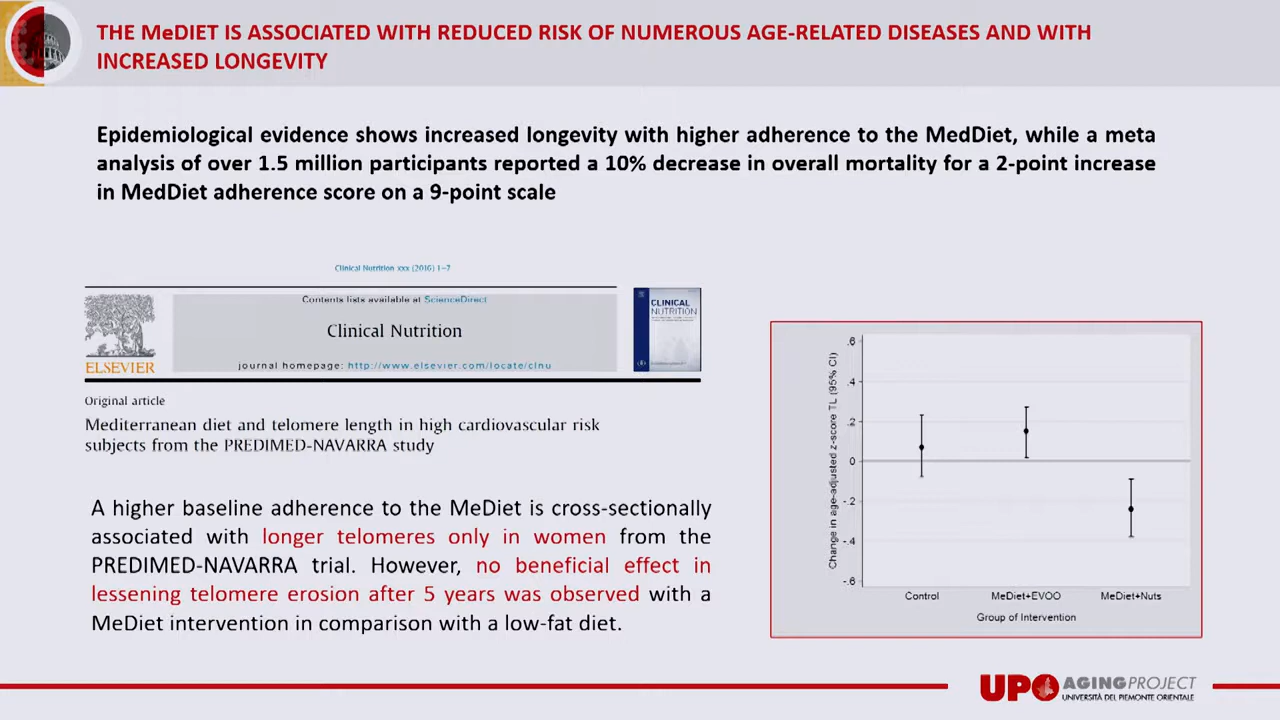 THE MeDIET IS ASSOCIATED WITH REDUCED RISK OF NUMEROUS AGE-RELATED DISEASES AND WITH
INCREASED LONGEVITY
Epidemiological evidence shows increased longevity with higher adherence to the MedDiet, while a meta
analysis of over 1.5 million participants reported a 10% decrease in overall mortality for a 2-point increase
in MedDiet adherence score on a 9-point scale
Clinical Nutrition xxx (2016) 1–7
Contents lists available at ScienceDirect
Clinical Nutrition
journal homepage: http://www.elsevier.com/locate/clnu
ELSEVIER
CLINICAL
NUTRITION
Original article
Mediterranean diet and telomere length in high cardiovascular risk
subjects from the PREDIMED-NAVARRA study
A higher baseline adherence to the MeDiet is cross-sectionally
associated with longer telomeres only in women from the
PREDIMED-NAVARRA trial. However, no beneficial effect in
lessening telomere erosion after 5 years was observed with a
MeDiet intervention in comparison with a low-fat diet.
Change in age-adjusted z-score TL (95% CI)
.6
.4
.2
0
-.2
-.4
-.6
Control MeDiet+EVOO MeDiet+Nuts
Group of Intervention
UPO AGINGPROJECT
UNIVERSITÀ DEL PIEMONTE ORIENTALE